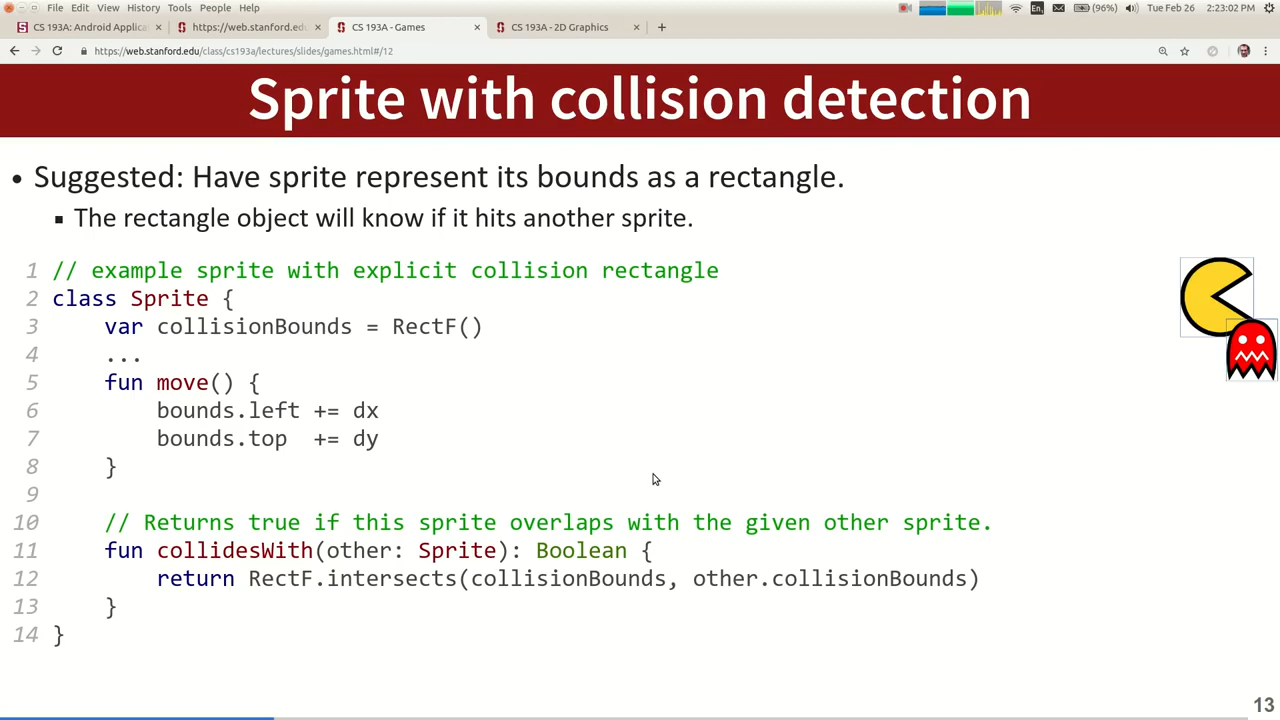 File Edit View History Tools People Help
En (96%) Tue Feb 26 2:23:02 PM
CS 193A: Android Applica
https://web.stanford.edu
CS 193A - Games
CS 193A - 2D Graphics
https://web.stanford.edu/class/cs193a/lectures/slides/games.html#/12
Sprite with collision detection
• Suggested: Have sprite represent its bounds as a rectangle.
▪ The rectangle object will know if it hits another sprite.
1 // example sprite with explicit collision rectangle
2 class Sprite {
3 var collisionBounds = RectF()
4 ...
5 fun move() {
6 bounds.left += dx
7 bounds.top += dy
8 }
9
10 // Returns true if this sprite overlaps with the given other sprite.
11 fun collidesWith(other: Sprite): Boolean {
12 return RectF.intersects(collisionBounds, other.collisionBounds)
13 }
14 }
13